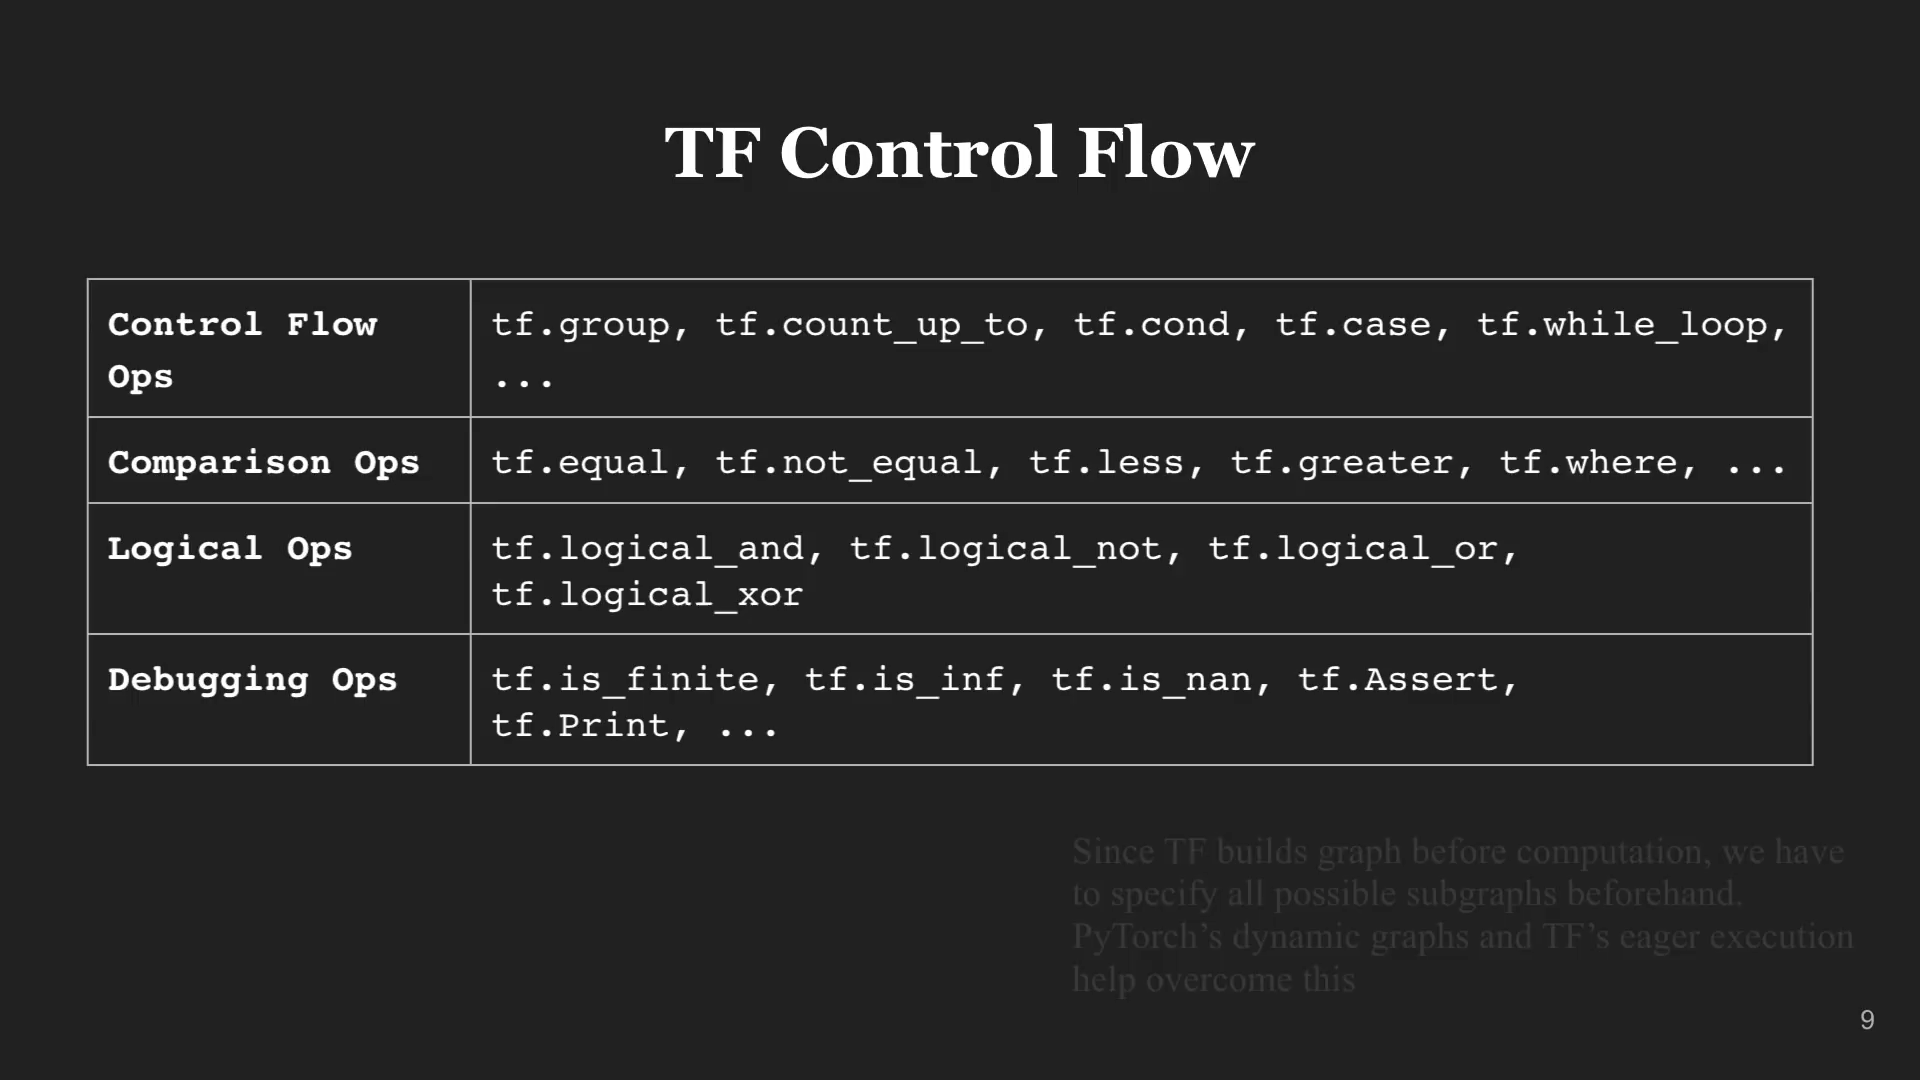 TF Control Flow
Control Flow
Ops
tf.group, tf.count_up_to, tf.cond, tf.case, tf.while_loop,
...
Comparison Ops
tf.equal, tf.not_equal, tf.less, tf.greater, tf.where, ...
Logical Ops
tf.logical_and, tf.logical_not, tf.logical_or,
tf.logical_xor
Debugging Ops
tf.is_finite, tf.is_inf, tf.is_nan, tf.Assert,
tf.Print, ...
Since TF builds graph before computation, we have
to specify all possible subgraphs beforehand.
PyTorch’s dynamic graphs and TF’s eager execution
help overcome this
9